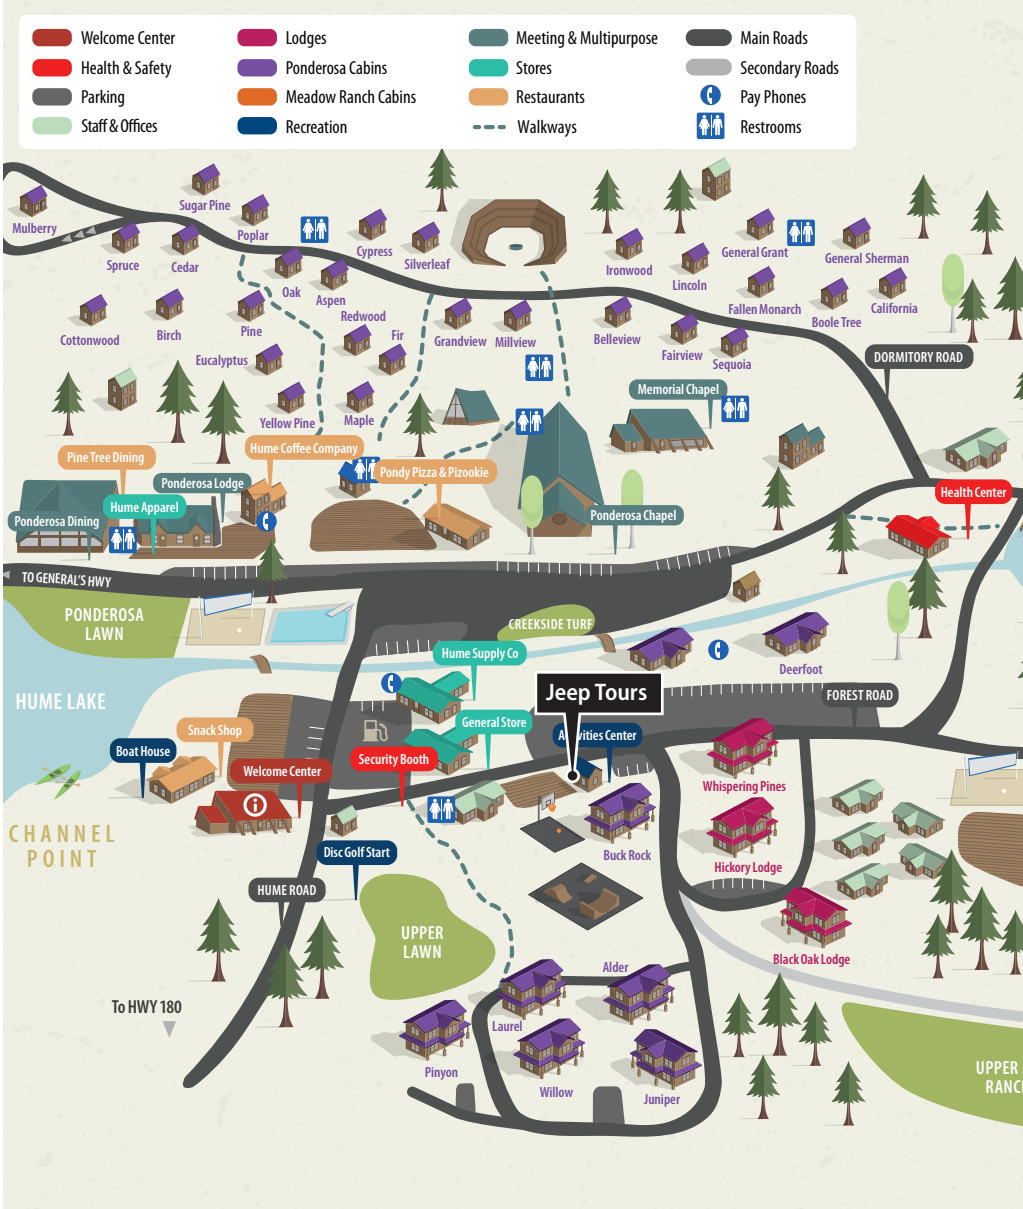 Welcome Center
Health & Safety
Parking
Staff & Offices
Lodges
Ponderosa Cabins
Meadow Ranch Cabins
Recreation
Meeting & Multipurpose
Stores
Restaurants
Walkways
Main Roads
Secondary Roads
Pay Phones
Restrooms
Mulberry
Sugar Pine
Poplar
Spruce
Cedar
Cypress
Silverleaf
Oak
Aspen
Ironwood
Lincoln
General Grant
General Sherman
Fallen Monarch
Boole Tree
California
Cottonwood
Birch
Pine
Redwood
Fir
Grandview
Millview
Belleview
Fairview
Sequoia
Eucalyptus
Yellow Pine
Maple
DORMITORY ROAD
Memorial Chapel
Pine Tree Dining
Hume Coffee Company
Ponderosa Lodge
Pondy Pizza & Pizookie
Hume Apparel
Ponderosa Dining
Ponderosa Chapel
Health Center
TO GENERAL'S HWY
PONDEROSA
LAWN
CREEKSIDE TURF
Hume Supply Co
Deerfoot
HUME LAKE
Jeep Tours
FOREST ROAD
Snack Shop
General Store
Boat House
Security Booth
Welcome Center
Whispering Pines
CHANNEL
POINT
Disc Golf Start
Buck Rock
Hickory Lodge
HUME ROAD
UPPER
LAWN
Black Oak Lodge
To HWY 180
Alder
Laurel
Pinyon
Willow
Juniper
UPPER